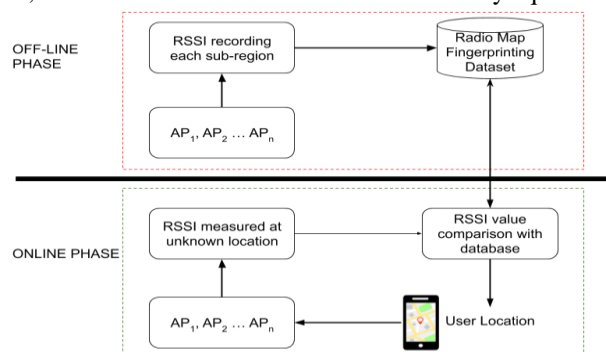 OFF-LINE
PHASE
RSSI recording
each sub-region
Radio Map
Fingerprinting
Dataset
AP1, AP2 ... APn
ONLINE PHASE
RSSI measured at
unknown location
RSSI value
comparison with
database
AP1, AP2 ... APn
User Location